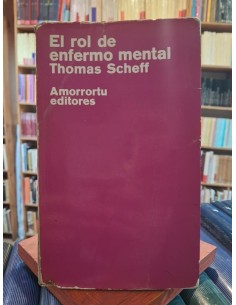 El rol de
enfermo mental
Thomas Scheff
Amorrortu
editores